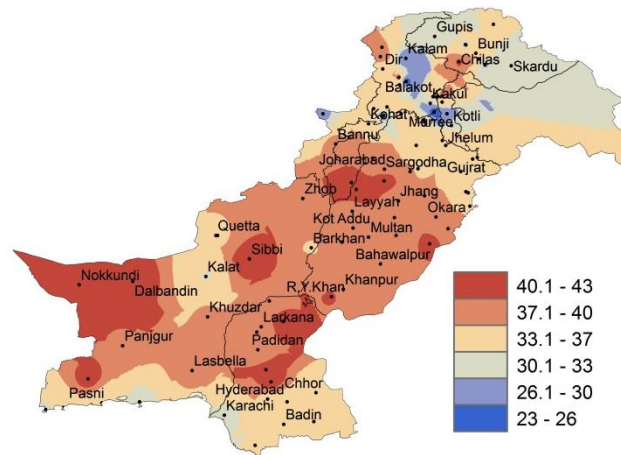 Gupis
Kalam
Bunji
Dir
Chilas
Skardu
Balakot
Kakul
Kohat
Murree
Kotli
Bannu
Jhelum
Joharabad
Sargodha
Gujrat
Zhob
Layyah
Jhang
Okara
Kot Addu
Quetta
Barkhan
Multan
Sibbi
Bahawalpur
Kalat
Nokkundi
Dalbandin
R.Y.Khan
Khanpur
Khuzdar
Larkana
Panjgur
Padidan
Lasbella
Pasni
Hyderabad
Chhor
Karachi
Badin
40.1 - 43
37.1 - 40
33.1 - 37
30.1 - 33
26.1 - 30
23 - 26